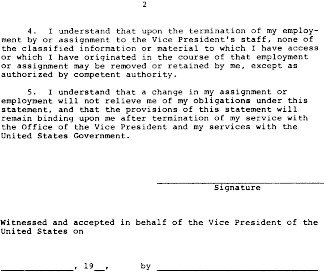 2
4. I understand that upon the termination of my employ-
ment by or assignment to the Vice President's staff, none of
the classified information or material to which I have access
or which I have originated in the course of that employment
or assignment may be removed or retained by me, except as
authorized by competent authority.
5. I understand that a change in my assignment or
employment will not relieve me of my obligations under this
statement, and that the provisions of this statement will
remain binding upon me after termination of my service with
the Office of the Vice President and my services with the
United States Government.
Signature
Witnessed and accepted in behalf of the Vice President of the
United States on
____________, 19__, by ___________________________